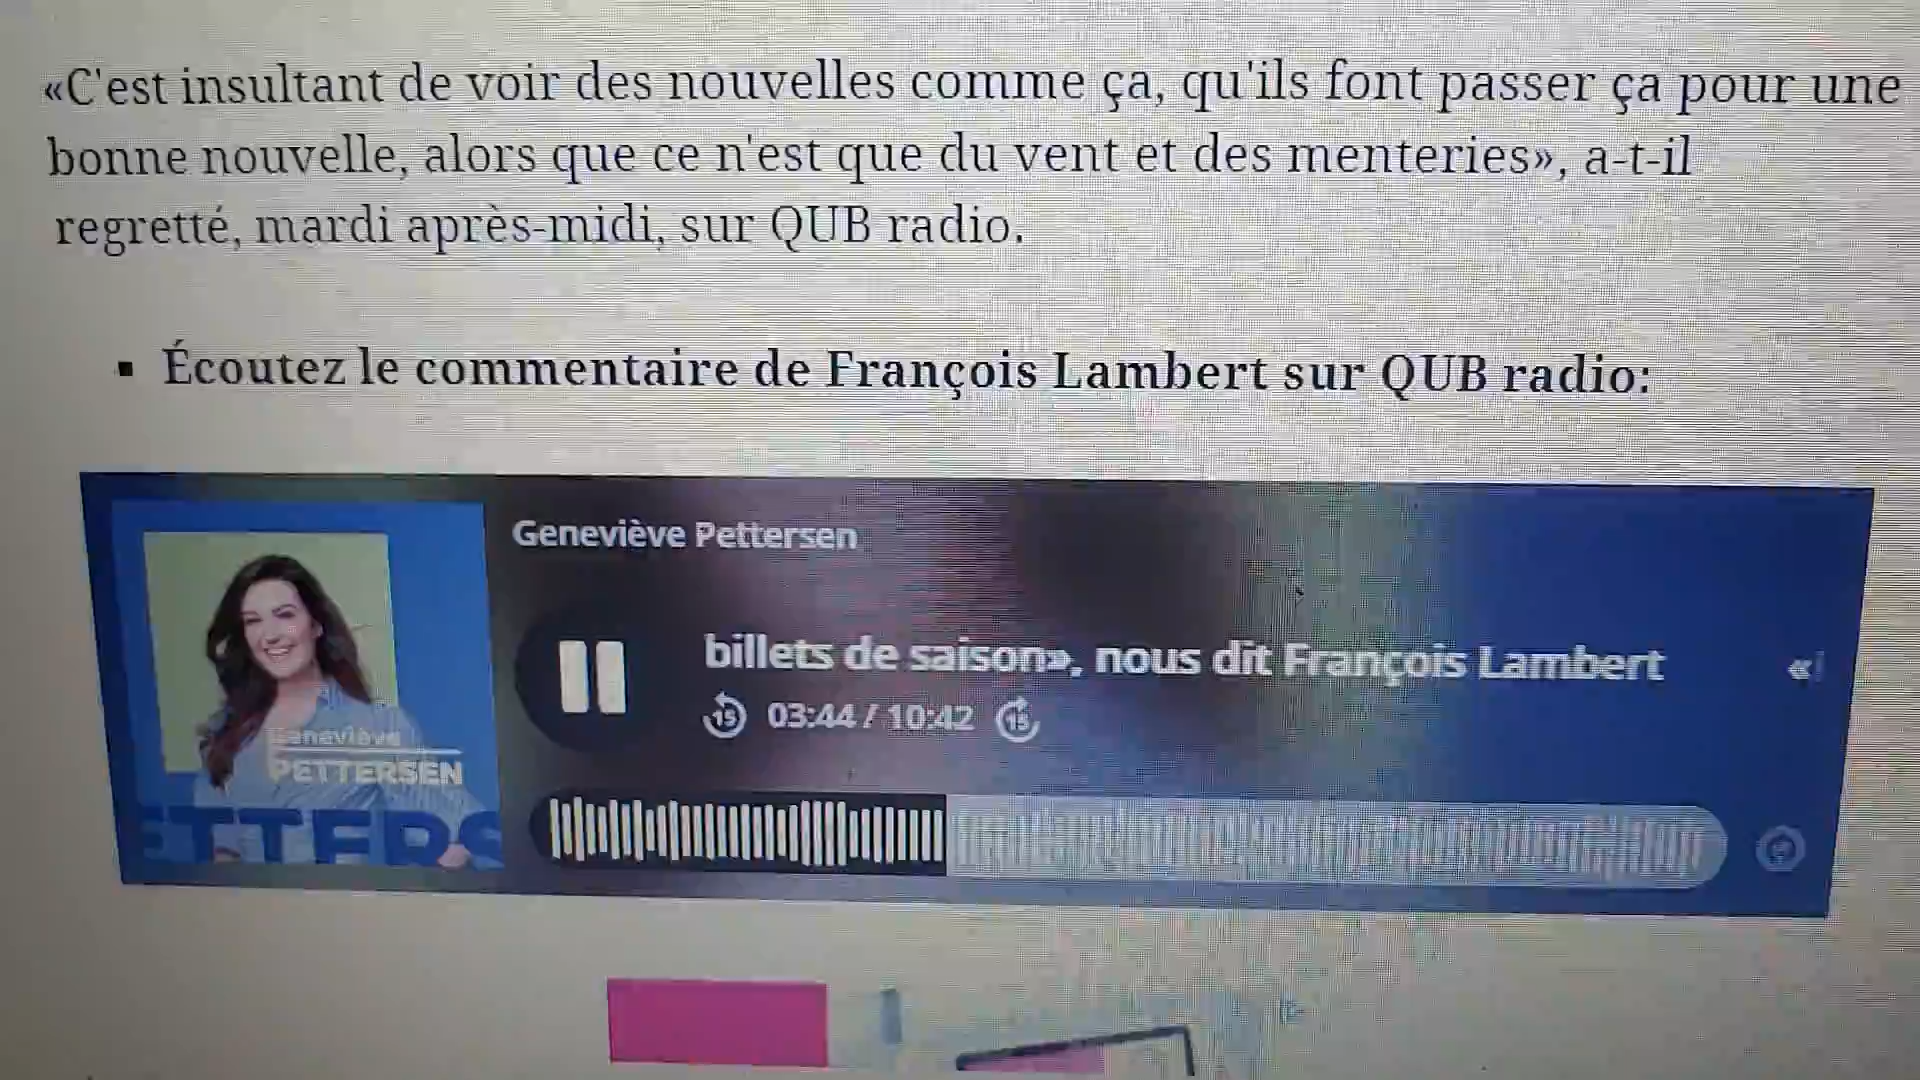 «C'est insultant de voir des nouvelles comme ça, qu'ils font passer ça pour une
bonne nouvelle, alors que ce n'est que du vent et des menteries», a-t-il
regretté, mardi après-midi, sur QUB radio.
▪ Écoutez le commentaire de François Lambert sur QUB radio:
Geneviève Pettersen
billets de saison», nous dit François Lambert «
15 03:44 / 10:42 15
Geneviève
PETTERSEN
ETTERS